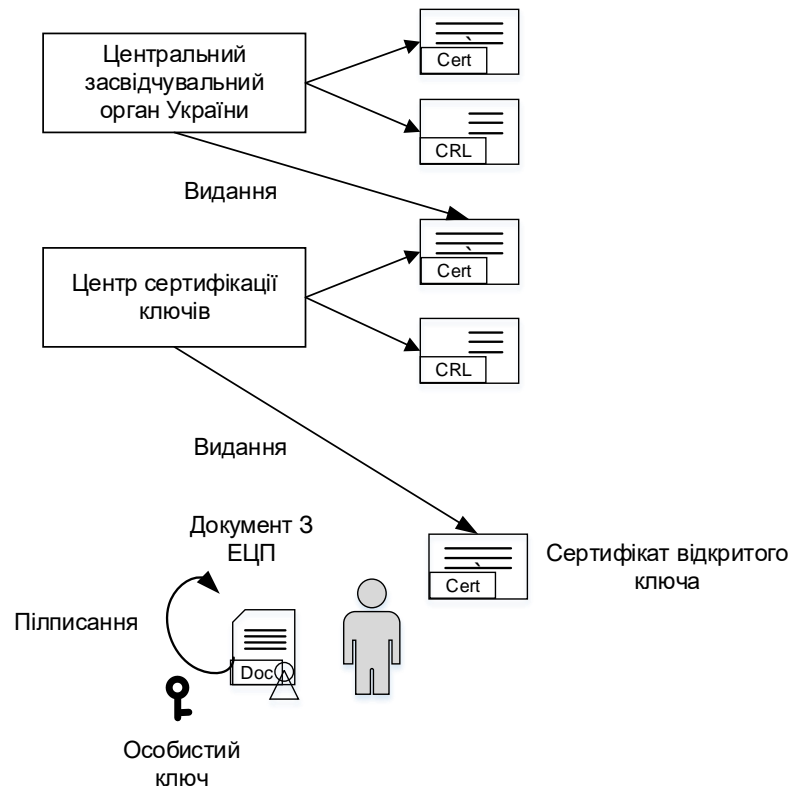 Центральний
засвідчувальний
орган України
Cert
CRL
Видання
Cert
Центр сертифікації
ключів
CRL
Видання
Документ З
ЕЦП
Cert
Сертифікат відкритого
ключа
Пілписання
Doc
Особистий
ключ